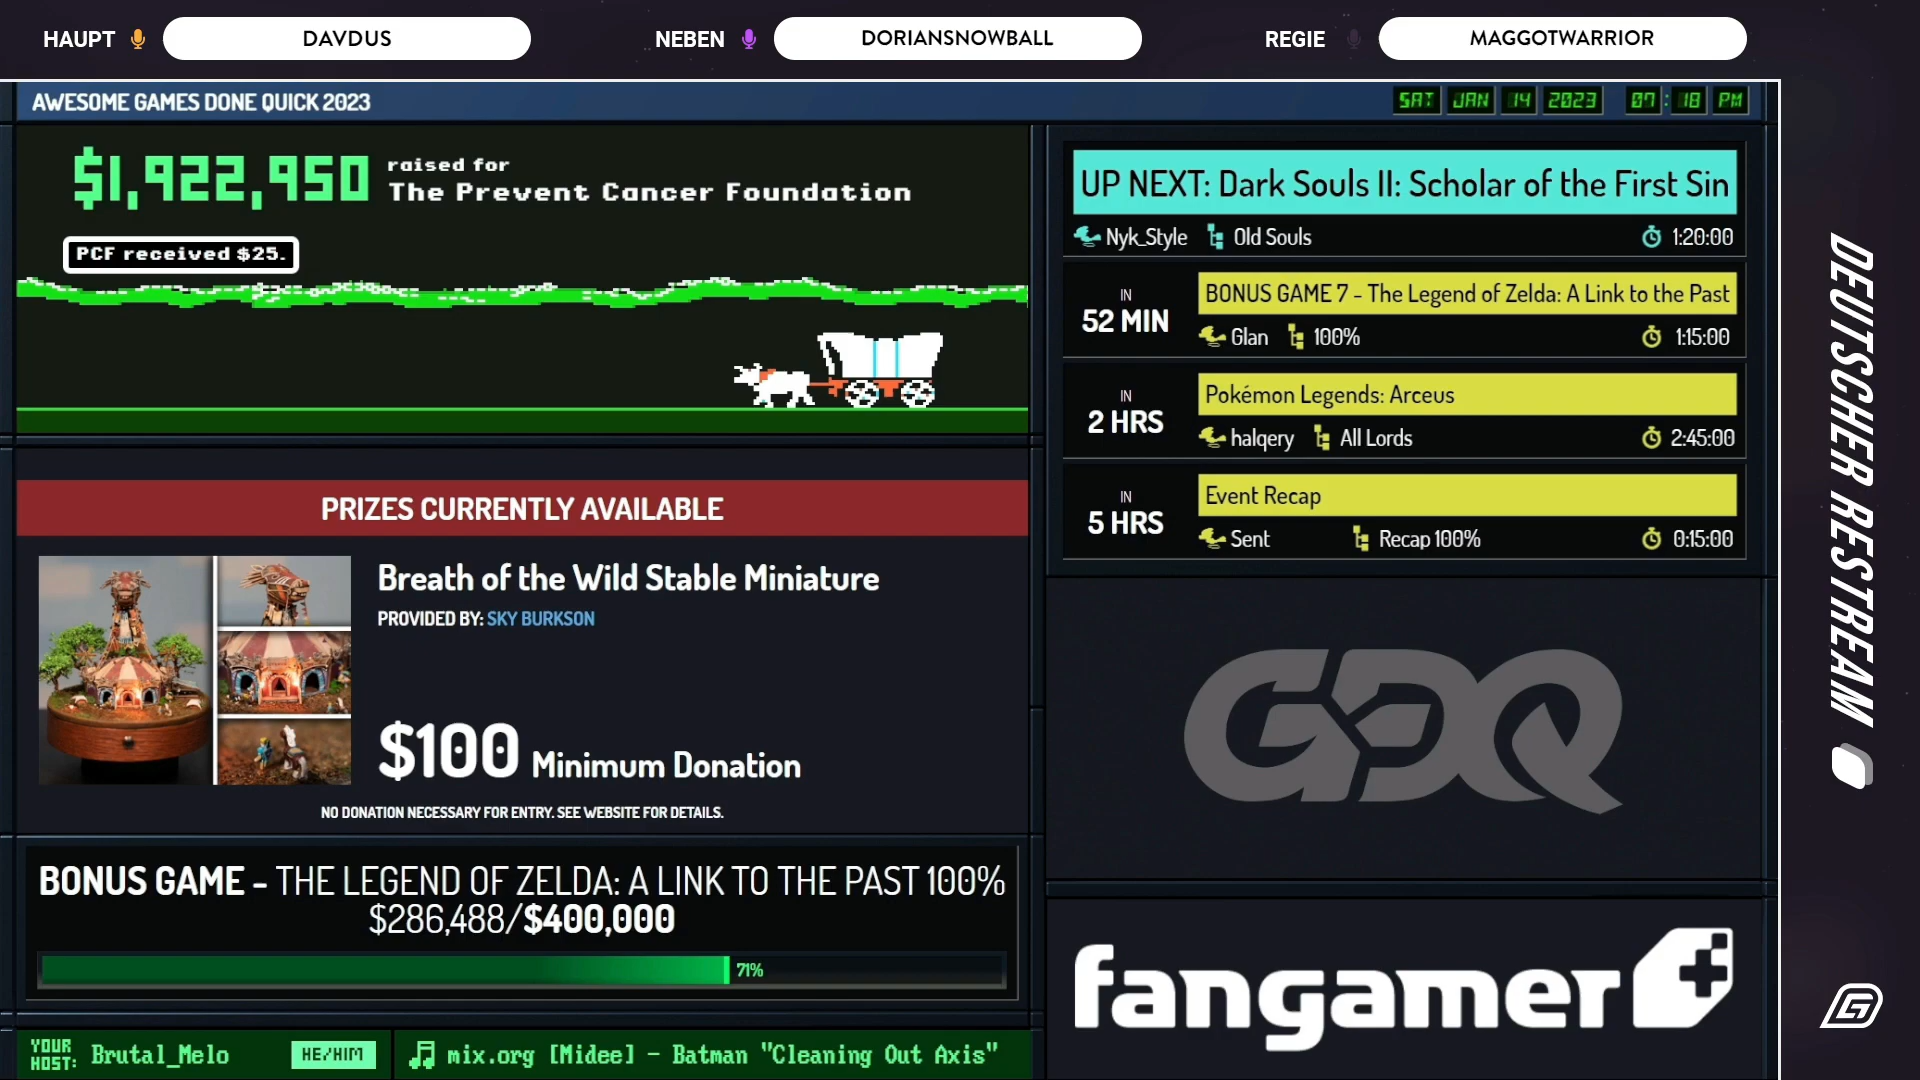 HAUPT DAVDUS NEBEN DORIANSNOWBALL REGIE MAGGOTWARRIOR
AWESOME GAMES DONE QUICK 2023
SAT JAN 14 2023 07:18 PM
$1,922,950 raised for
The Prevent Cancer Foundation
PCF received $25.
PRIZES CURRENTLY AVAILABLE
Breath of the Wild Stable Miniature
PROVIDED BY: SKY BURKSON
$100 Minimum Donation
NO DONATION NECESSARY FOR ENTRY. SEE WEBSITE FOR DETAILS.
BONUS GAME - THE LEGEND OF ZELDA: A LINK TO THE PAST 100%
$286,488/$400,000
71%
YOUR HOST: Brutal_Melo HE/HIM
mix.org [Midee] - Batman "Cleaning Out Axis"
UP NEXT: Dark Souls II: Scholar of the First Sin
Nyk_Style Old Souls 1:20:00
IN 52 MIN
BONUS GAME 7 - The Legend of Zelda: A Link to the Past
Glan 100% 1:15:00
IN 2 HRS
Pokémon Legends: Arceus
halqery All Lords 2:45:00
IN 5 HRS
Event Recap
Sent Recap 100% 0:15:00
GDQ
fangamer
DEUTSCHER RESTREAM